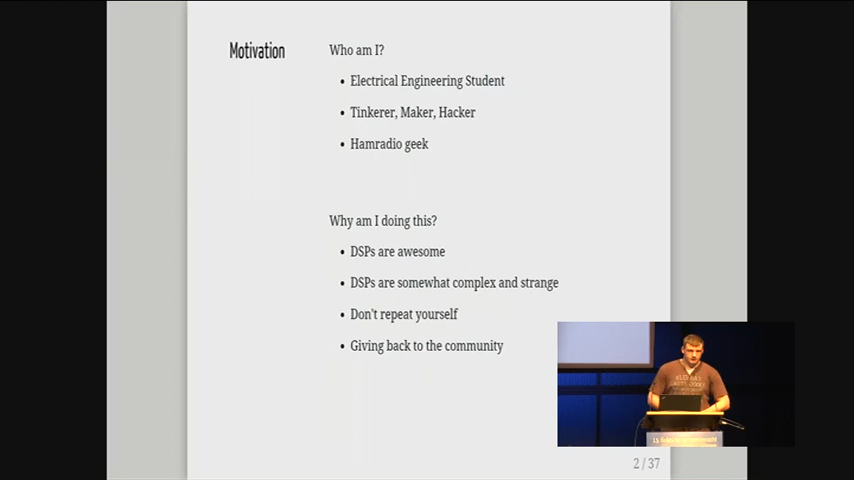 Motivation
Who am I?
• Electrical Engineering Student
• Tinkerer, Maker, Hacker
• Hamradio geek
Why am I doing this?
• DSPs are awesome
• DSPs are somewhat complex and strange
• Don't repeat yourself
• Giving back to the community
2 / 37